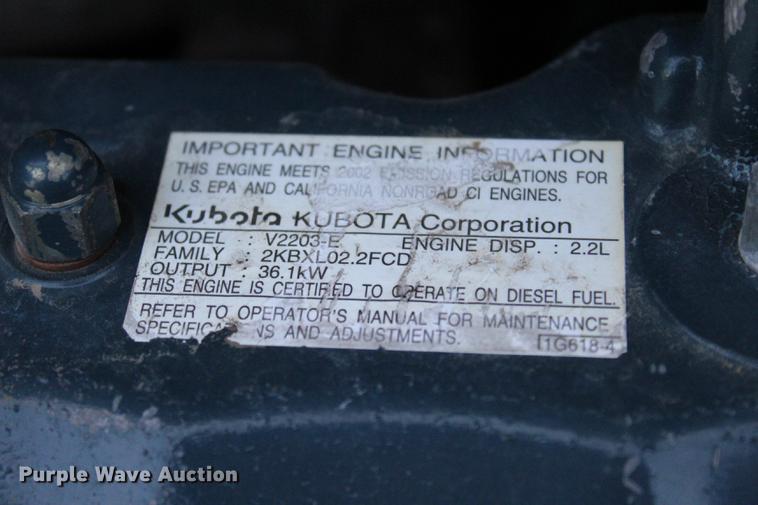 IMPORTANT ENGINE INFORMATION
THIS ENGINE MEETS 2002 EMISSION REGULATIONS FOR
U.S. EPA AND CALIFORNIA NONROAD CI ENGINES.
Kubota KUBOTA Corporation
MODEL : V2203-E ENGINE DISP. : 2.2L
FAMILY : 2KBXL02.2FCD
OUTPUT : 36.1kW
THIS ENGINE IS CERTIFIED TO OPERATE ON DIESEL FUEL.
REFER TO OPERATOR'S MANUAL FOR MAINTENANCE
SPECIFICATIONS AND ADJUSTMENTS. 1G618-4
Purple Wave Auction